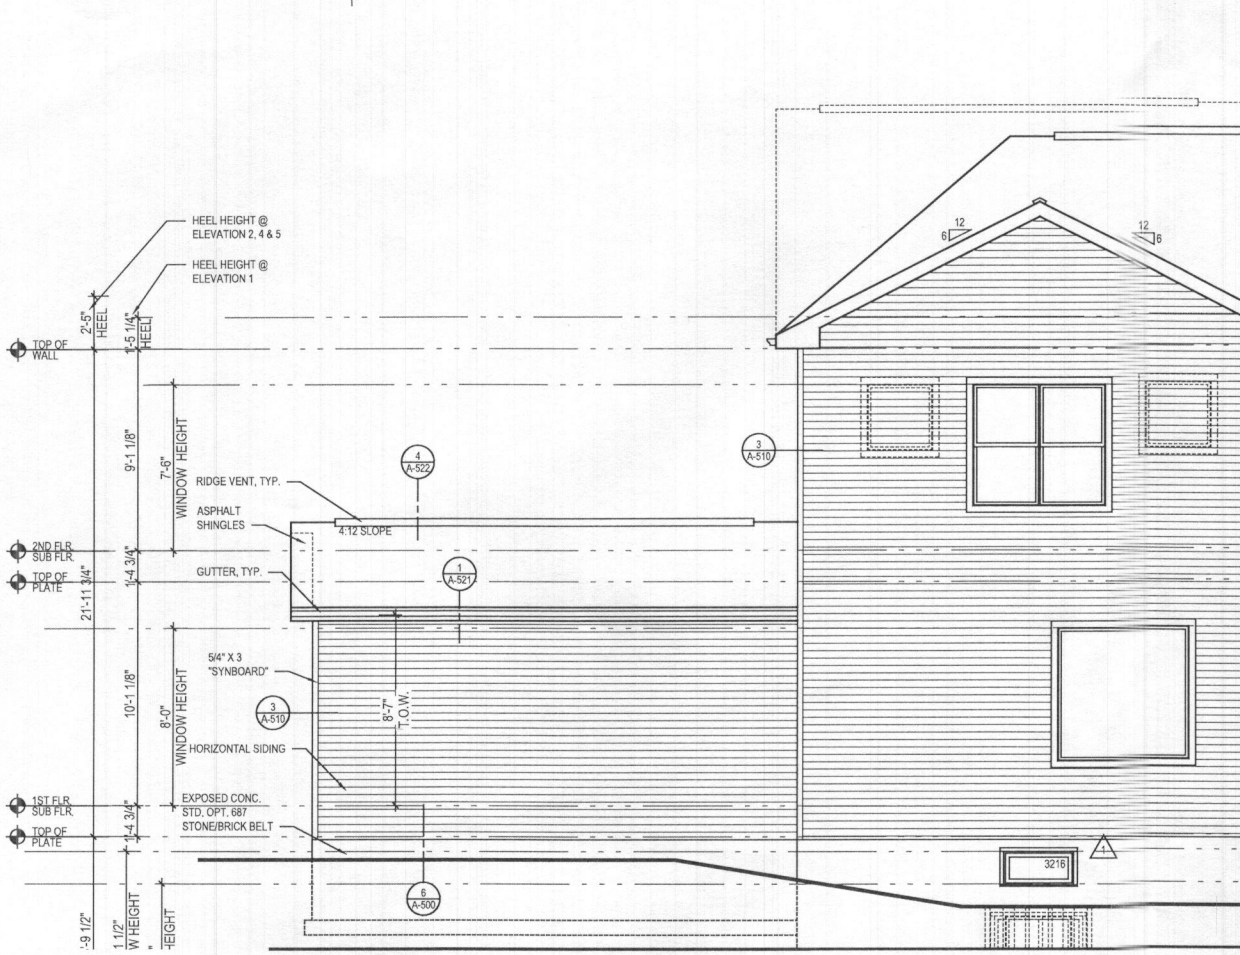 12
6
12
6
HEEL HEIGHT @
ELEVATION 2, 4 & 5
HEEL HEIGHT @
ELEVATION 1
2'-5"
HEEL
1'-5 1/4"
HEEL
TOP OF
WALL
9'-1 1/8"
7'-6"
WINDOW HEIGHT
4
A-522
3
A-510
RIDGE VENT, TYP.
4:12 SLOPE
ASPHALT
SHINGLES
2ND FLR.
SUB FLR.
1'-4 3/4"
TOP OF
PLATE
GUTTER, TYP.
1
A-521
21'-11 3/4"
5/4" X 3
"SYNBOARD"
10'-1 1/8"
8'-0"
WINDOW HEIGHT
8'-7"
T.O.W.
3
A-510
HORIZONTAL SIDING
1ST FLR.
SUB FLR.
1'-4 3/4"
EXPOSED CONC.
STD. OPT. 687
STONE/BRICK BELT
TOP OF
PLATE
1
3216
6
A-500
-9 1/2"
1 1/2"
W HEIGHT
"
HEIGHT